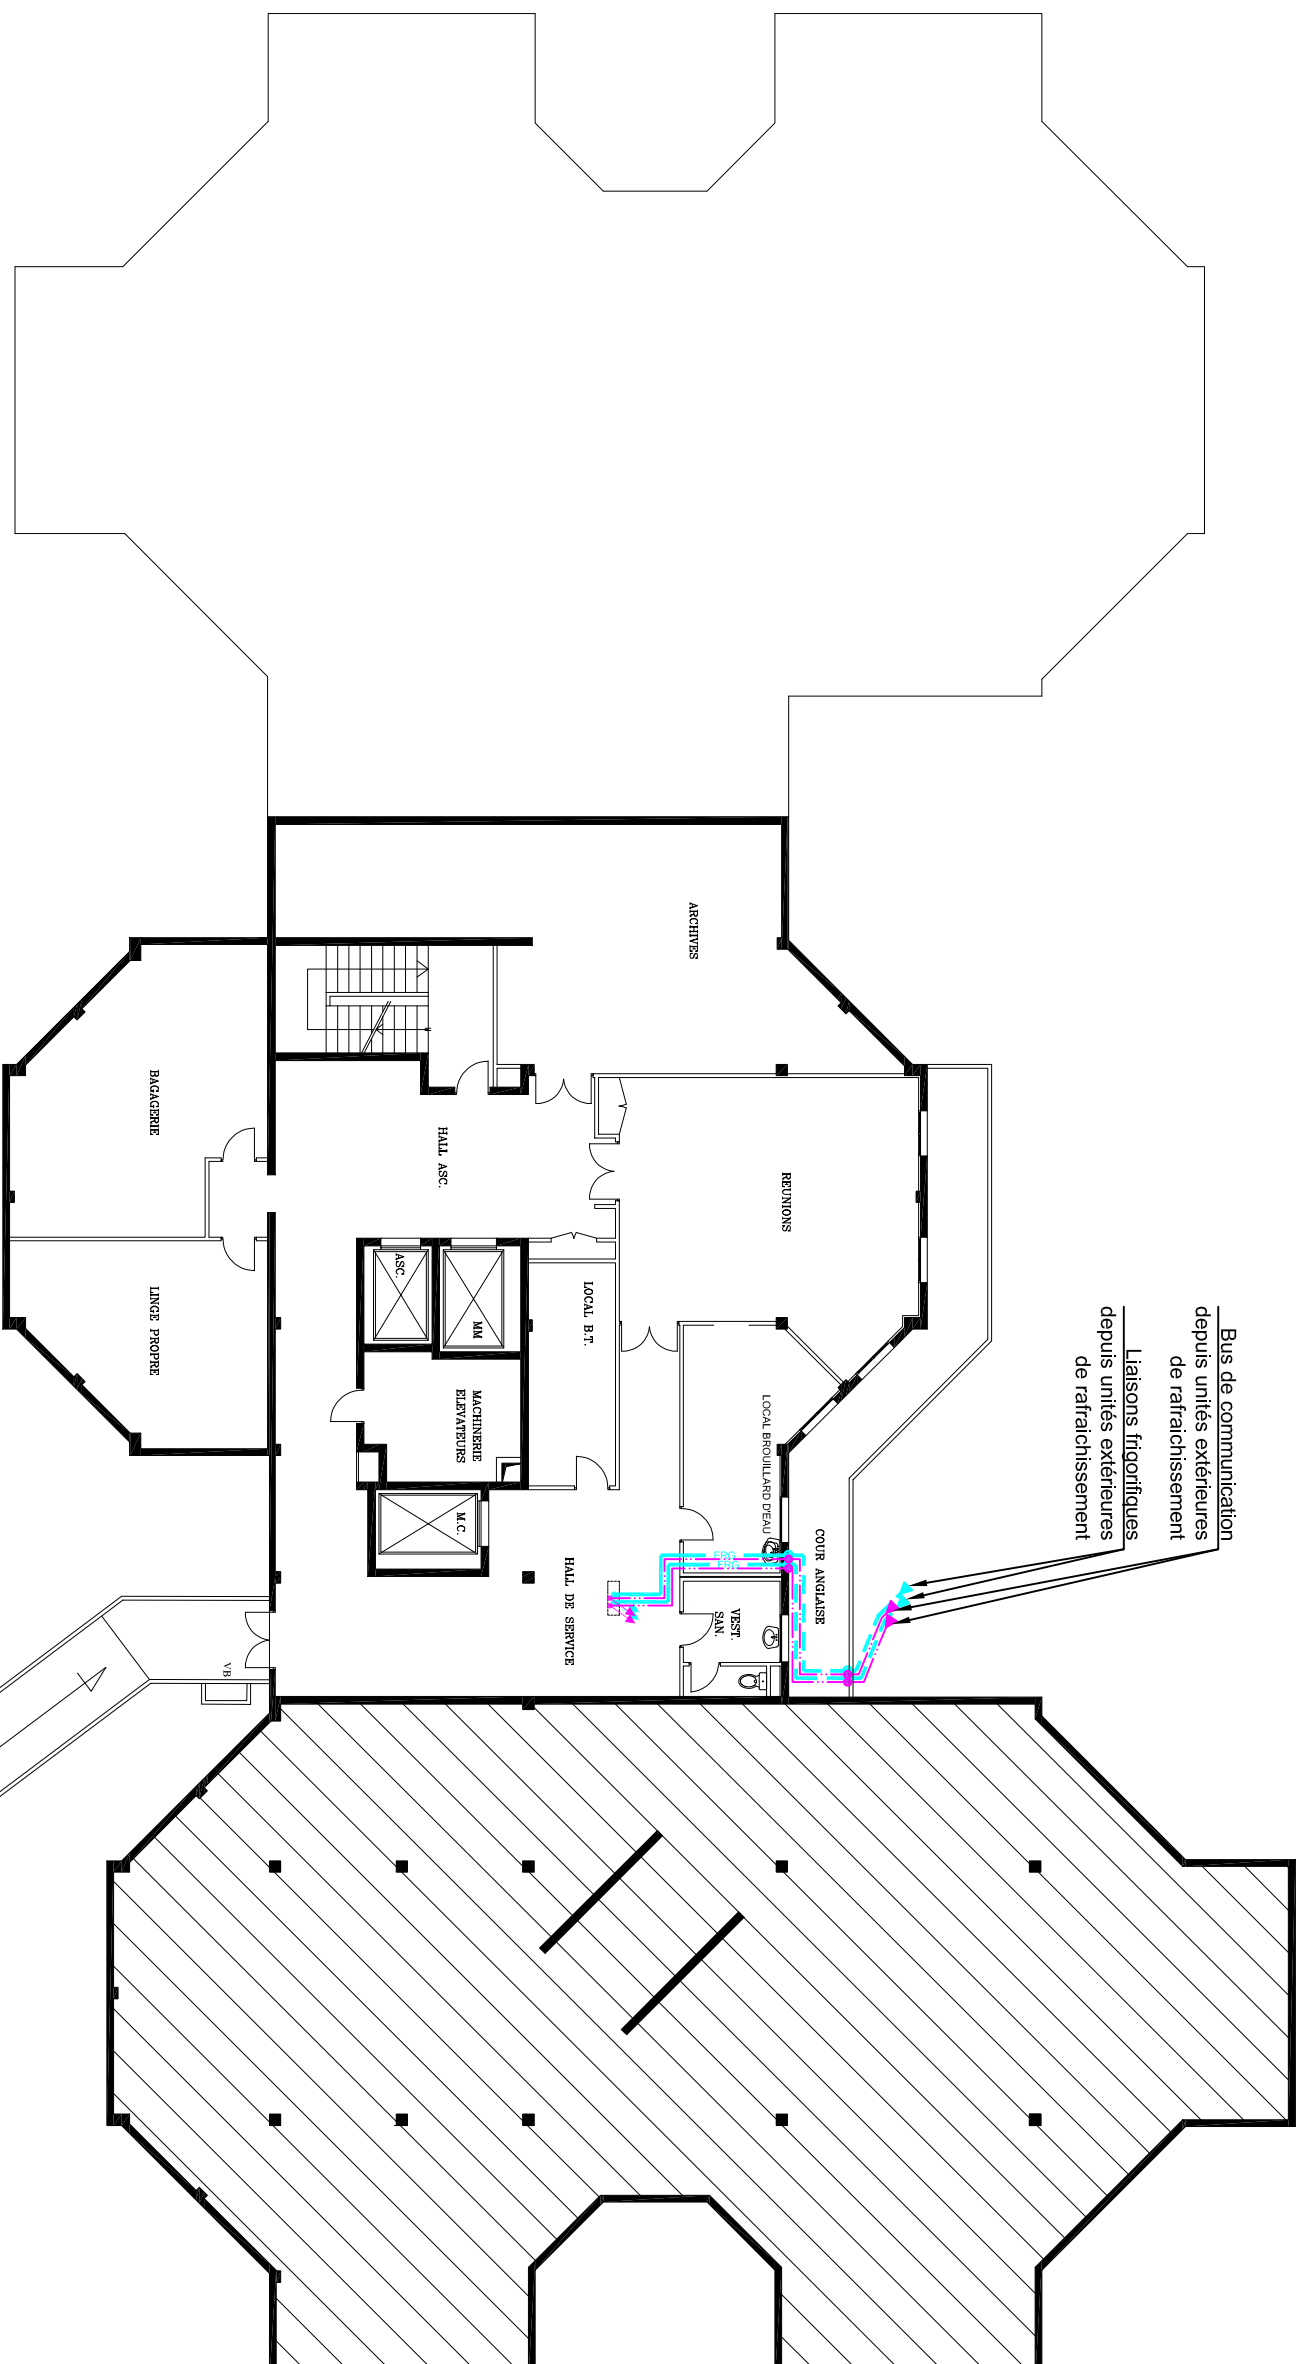 Bus de communication
depuis unités extérieures
de rafraichissement
Liaisons frigorifiques
depuis unités extérieures
de rafraichissement
ARCHIVES
REUNIONS
BAGAGERIE
HALL ASC.
LINGE PROPRE
ASC.
MM
LOCAL B.T.
MACHINERIE
ELEVATEURS
M.C.
LOCAL BROUILLARD D'EAU
COUR ANGLAISE
FRG
FRG
VEST.
SAN.
HALL DE SERVICE
VB